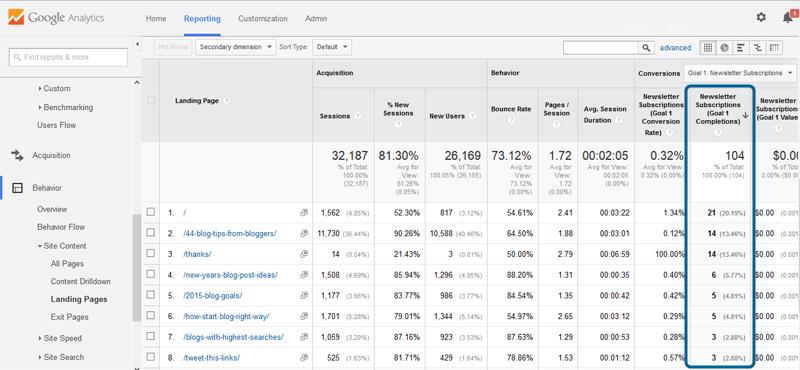 Google Analytics Home Reporting Customization Admin 1
Find reports & more
Custom
Benchmarking
Users Flow
Acquisition
Behavior
Overview
Behavior Flow
Site Content
All Pages
Content Drilldown
Landing Pages
Exit Pages
Site Speed
Site Search
Plot Rows Secondary dimension Sort Type: Default advanced
Landing Page ? Acquisition Behavior Conversions Goal 1: Newsletter Subscriptions
Sessions ? % New Sessions ? New Users ? Bounce Rate ? Pages / Session ? Avg. Session Duration ? Newsletter Subscriptions (Goal 1 Conversion Rate) ? Newsletter Subscriptions (Goal 1 Completions) ? Newsletter Subscriptions (Goal 1 Value)
32,187 81.30% 26,169 73.12% 1.72 00:02:05 0.32% 104 $0.0
% of Total: 100.00% (32,187) Avg for View: 81.26% (0.05%) % of Total: 100.05% (26,155) Avg for View: 73.12% (0.00%) Avg for View: 1.72 (0.00%) Avg for View: 00:02:05 (0.00%) Avg for View: 0.32% (0.00%) % of Total: 100.00% (104) % of Total: 0.00% ($0.0
1. / 1,562 (4.85%) 52.30% 817 (3.12%) 54.61% 2.41 00:03:22 1.34% 21 (20.19%) $0.00 (0.00
2. /44-blog-tips-from-bloggers/ 11,730 (36.44%) 90.26% 10,588 (40.46%) 64.50% 1.88 00:03:01 0.12% 14 (13.46%) $0.00 (0.00
3. /thanks/ 14 (0.04%) 21.43% 3 (0.01%) 50.00% 2.79 00:06:59 100.00% 14 (13.46%) $0.00 (0.00
4. /new-years-blog-post-ideas/ 1,508 (4.69%) 85.94% 1,296 (4.95%) 88.20% 1.31 00:00:35 0.40% 6 (5.77%) $0.00 (0.00
5. /2015-blog-goals/ 1,177 (3.66%) 83.77% 986 (3.77%) 84.54% 1.35 00:00:42 0.42% 5 (4.81%) $0.00 (0.00
6. /how-start-blog-right-way/ 1,701 (5.28%) 79.01% 1,344 (5.14%) 54.97% 2.65 00:03:12 0.29% 5 (4.81%) $0.00 (0.00
7. /blogs-with-highest-searches/ 1,059 (3.29%) 87.16% 923 (3.53%) 87.63% 1.29 00:00:53 0.28% 3 (2.88%) $0.00 (0.00
8. /tweet-this-links/ 525 (1.63%) 81.71% 429 (1.64%) 78.86% 1.53 00:01:12 0.57% 3 (2.88%) $0.00 (0.00